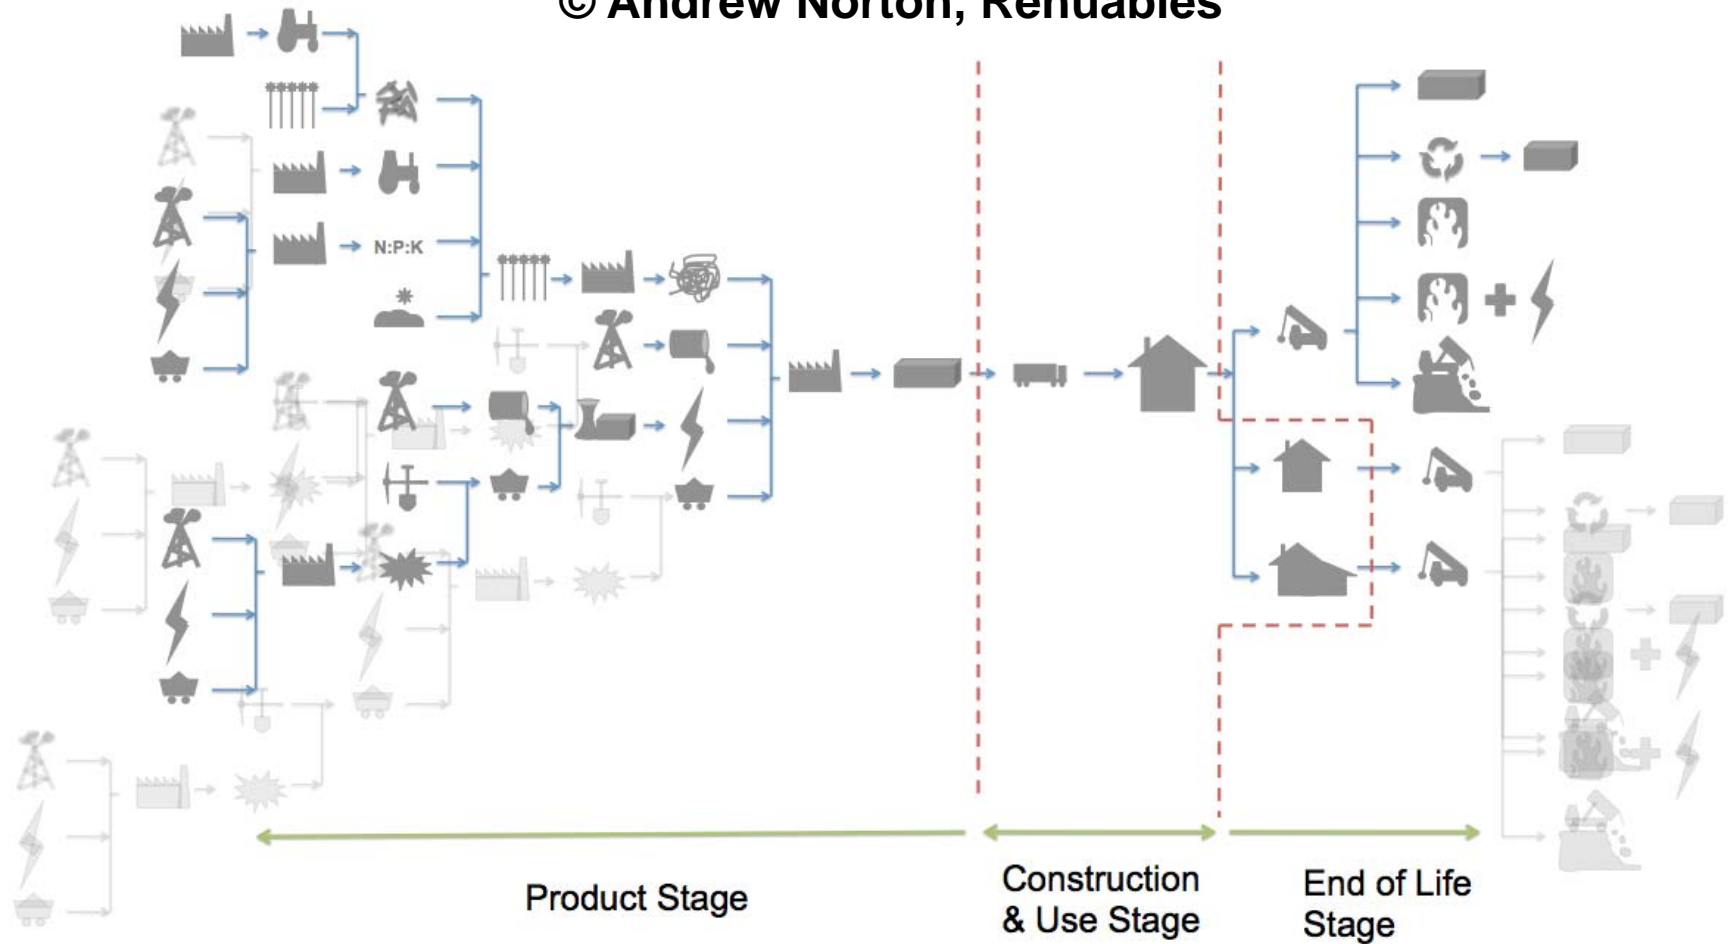 © Andrew Norton, Renuables
N:P:K
Product Stage
Construction
& Use Stage
End of Life
Stage